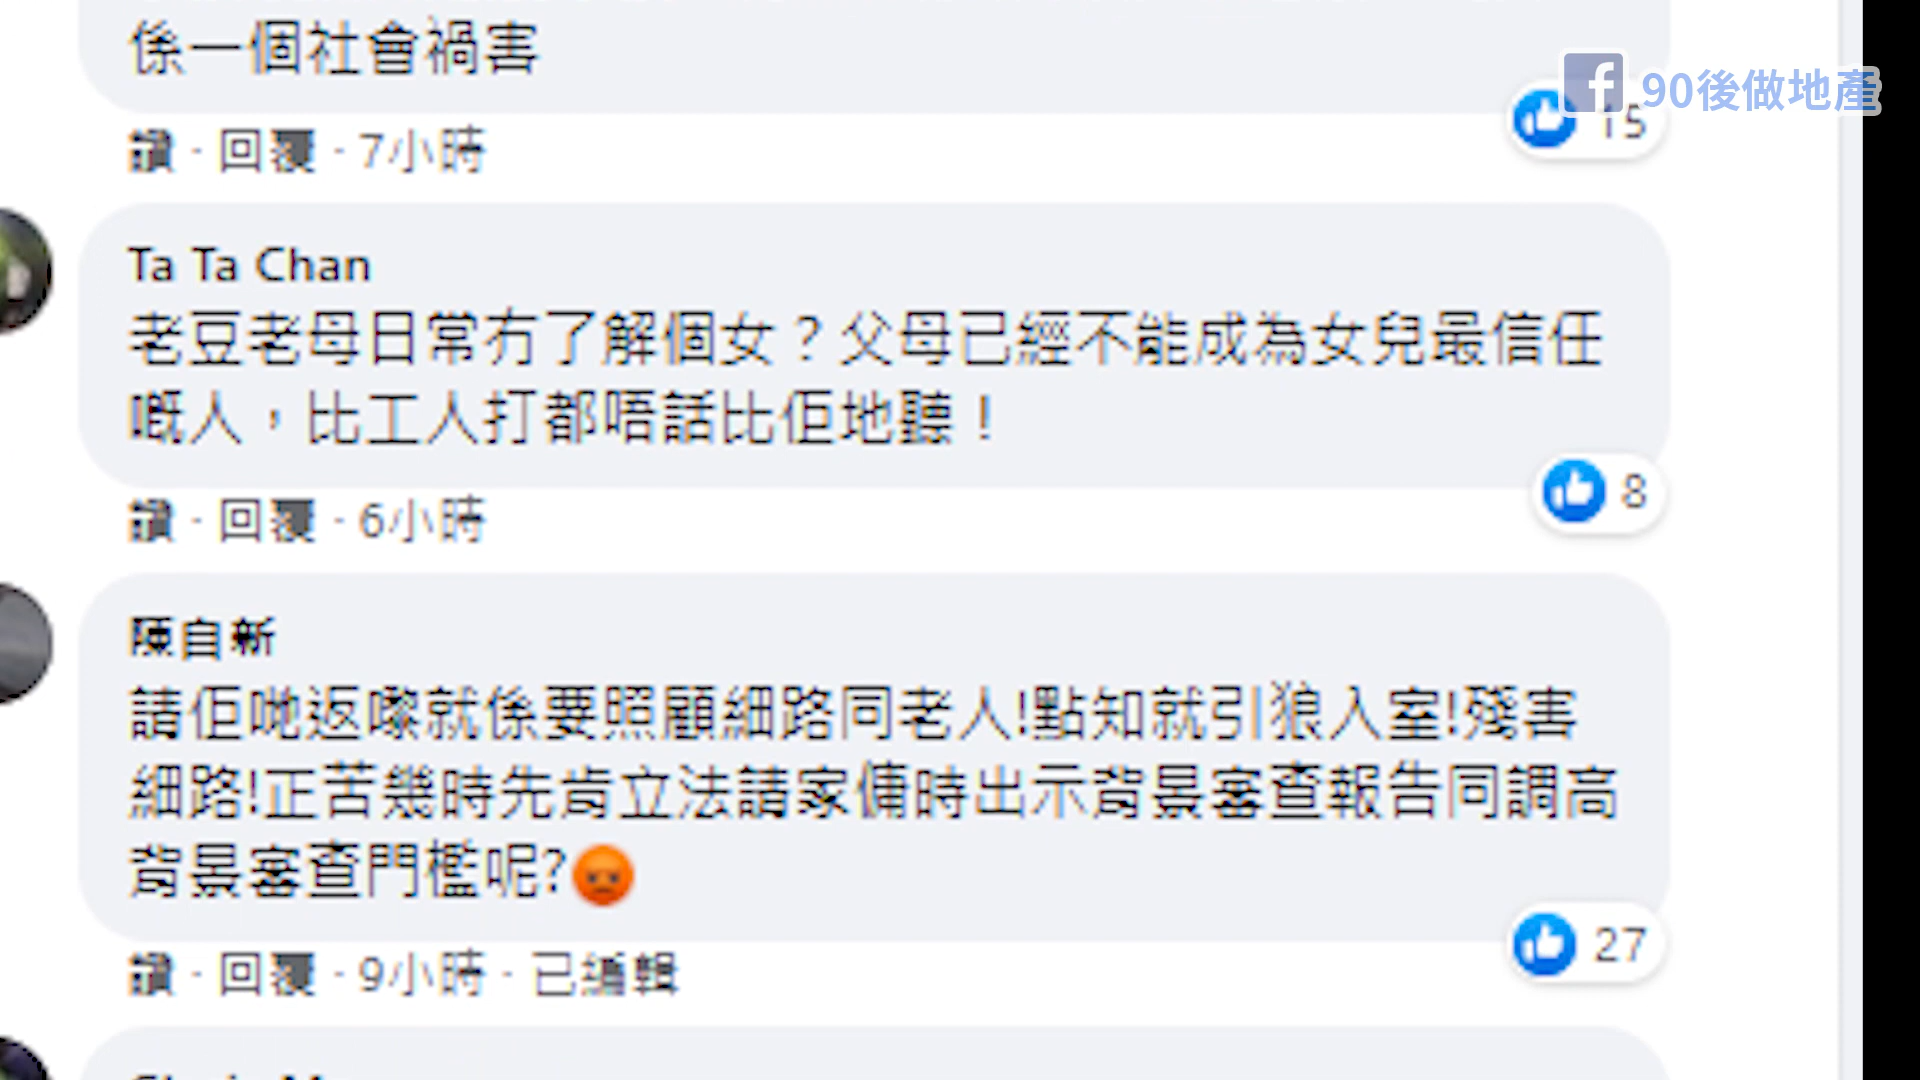 係一個社會禍害
90後做地產
15
讚 · 回覆 · 7小時
Ta Ta Chan
老豆老母日常冇了解個女？父母已經不能成為女兒最信任
嘅人，比工人打都唔話比佢地聽！
8
讚 · 回覆 · 6小時
陳自新
請佢哋返嚟就係要照顧細路同老人!點知就引狼入室!殘害
細路!正苦幾時先肯立法請家傭時出示背景審查報告同調高
背景審查門檻呢?😡
27
讚 · 回覆 · 9小時 · 已編輯